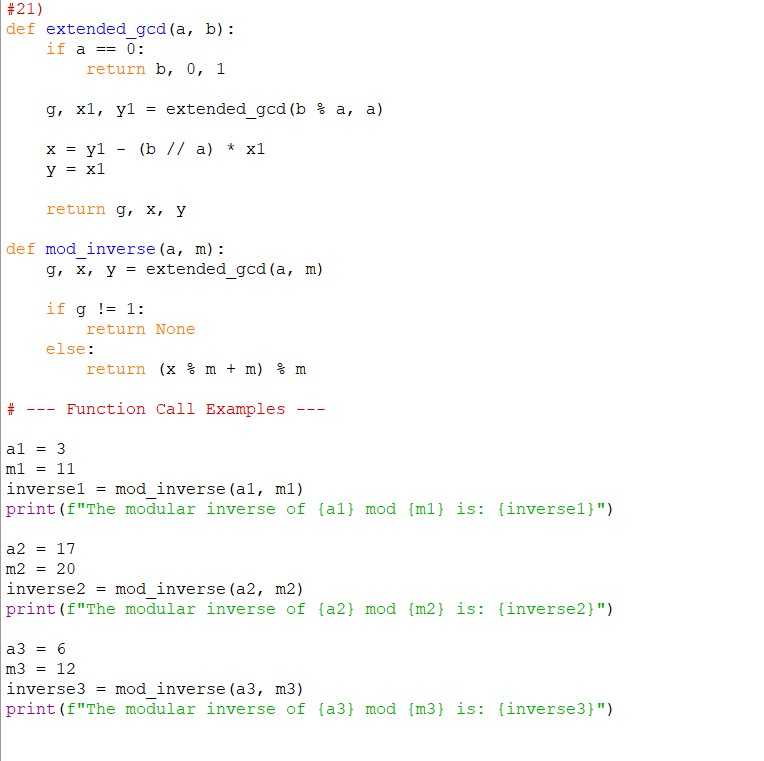 #21)
def extended_gcd(a, b):
    if a == 0:
        return b, 0, 1

    g, x1, y1 = extended_gcd(b % a, a)

    x = y1 - (b // a) * x1
    y = x1

    return g, x, y

def mod_inverse(a, m):
    g, x, y = extended_gcd(a, m)

    if g != 1:
        return None
    else:
        return (x % m + m) % m

# --- Function Call Examples ---

a1 = 3
m1 = 11
inverse1 = mod_inverse(a1, m1)
print(f"The modular inverse of {a1} mod {m1} is: {inverse1}")

a2 = 17
m2 = 20
inverse2 = mod_inverse(a2, m2)
print(f"The modular inverse of {a2} mod {m2} is: {inverse2}")

a3 = 6
m3 = 12
inverse3 = mod_inverse(a3, m3)
print(f"The modular inverse of {a3} mod {m3} is: {inverse3}")